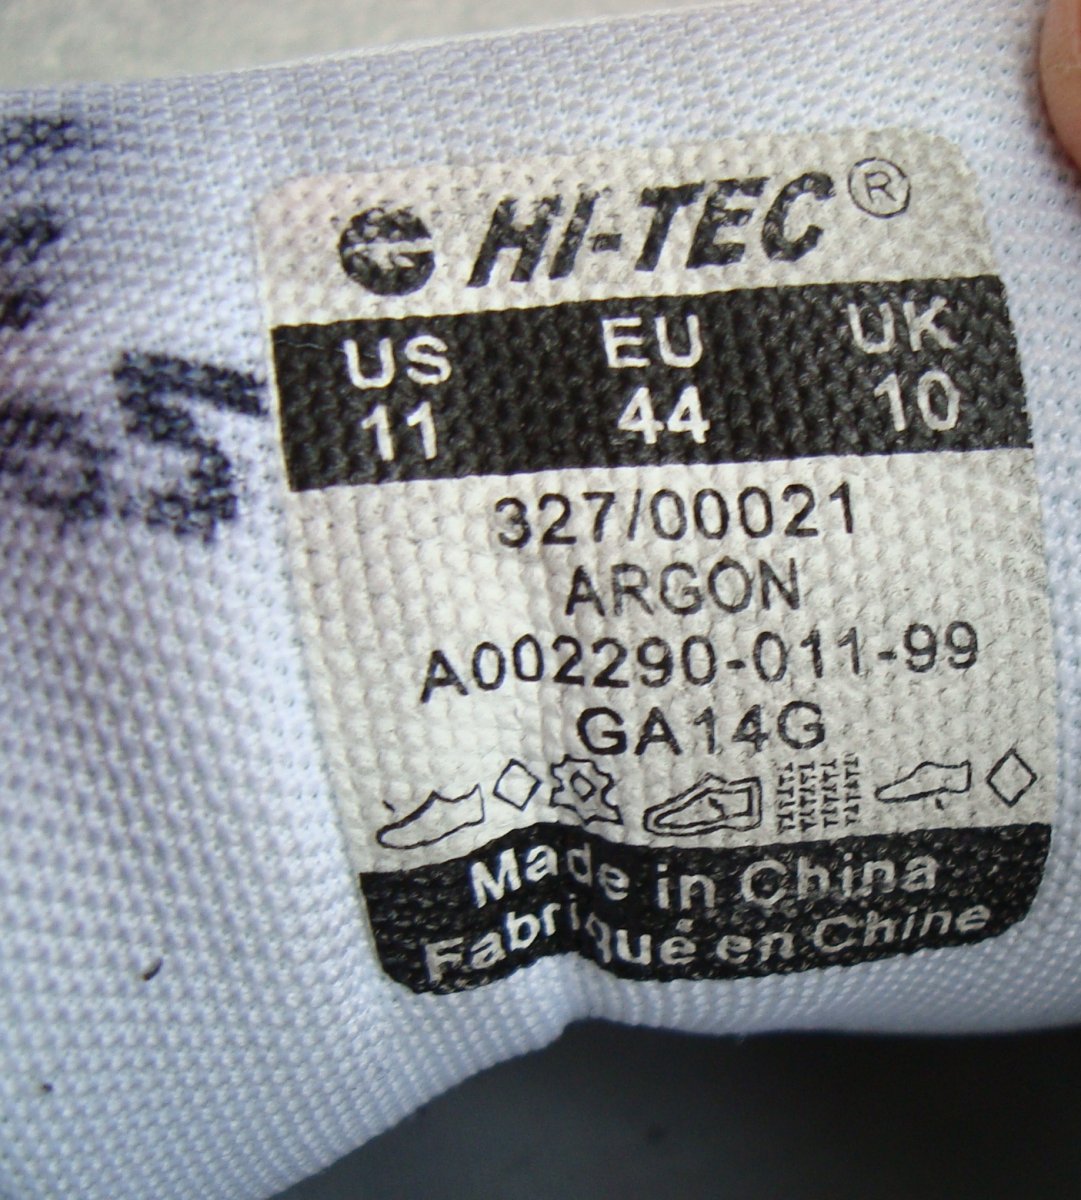 HI-TEC®
US EU UK
11 44 10
327/00021
ARGON
A002290-011-99
GA14G
Made in China
Fabriqué en Chine